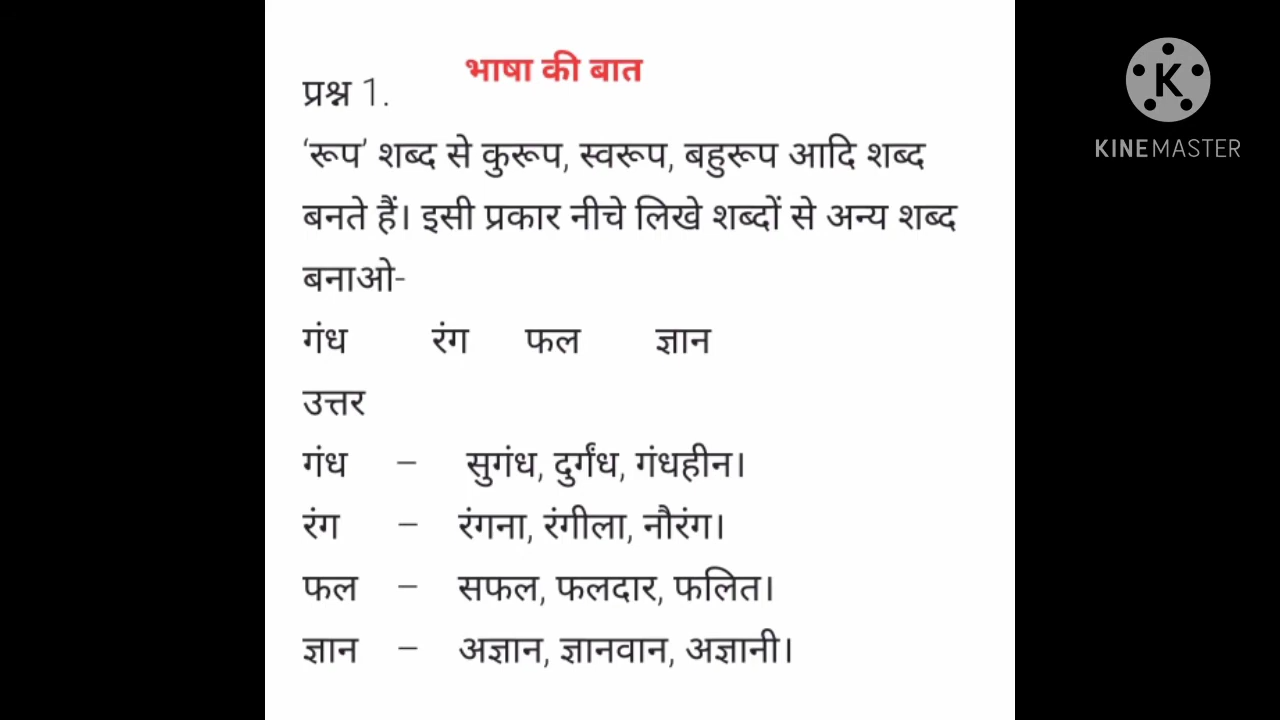 भाषा की बात
प्रश्न 1.
‘रूप’ शब्द से कुरूप, स्वरूप, बहुरूप आदि शब्द
बनते हैं। इसी प्रकार नीचे लिखे शब्दों से अन्य शब्द
बनाओ-
गंध रंग फल ज्ञान
उत्तर
गंध – सुगंध, दुर्गंध, गंधहीन।
रंग – रंगना, रंगीला, नौरंग।
फल – सफल, फलदार, फलित।
ज्ञान – अज्ञान, ज्ञानवान, अज्ञानी।
K
KINEMASTER